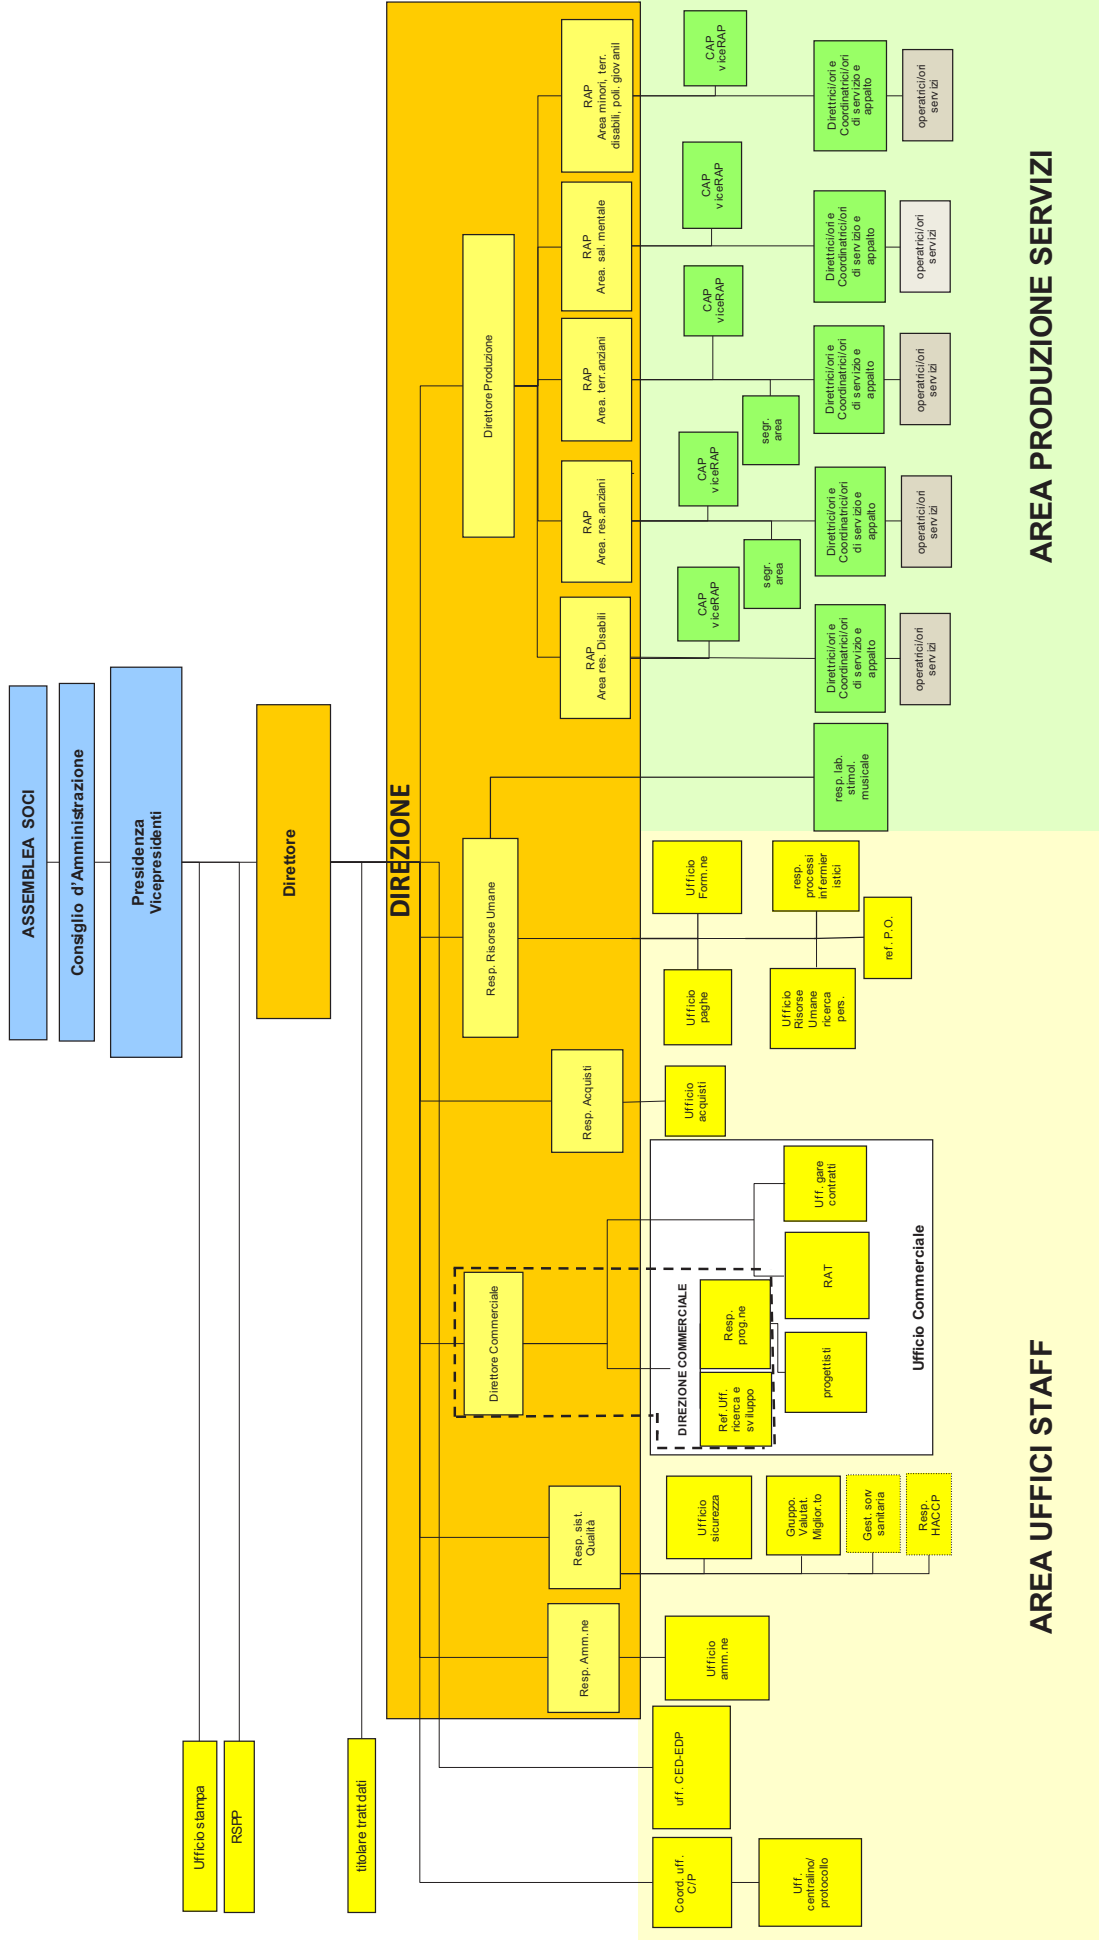 ASSEMBLEA SOCI
Consiglio d'Amministrazione
Presidenza
Vicepresidenti
Ufficio stampa
RSPP
Direttore
titolare tratt dati
DIREZIONE
Coord. uff.
C/P
Uff.
centralino/
protocollo
uff. CED-EDP
Resp. Amm.ne
Ufficio
amm.ne
Resp. sist.
Qualità
Ufficio
sicurezza
Gruppo.
Valutat.
Miglior.to
Gest. sorv
sanitaria
Resp.
HACCP
Direttore Commerciale
DIREZIONE COMMERCIALE
Ref.Uff.
ricerca e
sviluppo
Resp.
prog.ne
progettisti
RAT
Uff. gare
contratti
Ufficio Commerciale
Resp. Acquisti
Ufficio
acquisti
Resp. Risorse Umane
Ufficio
paghe
Ufficio
Form.ne
Ufficio
Risorse
Umane
ricerca
pers.
resp.
processi
infermier
istici
ref. P.O.
resp. lab.
stimol.
musicale
Direttore Produzione
RAP
Area res. Disabili
CAP
viceRAP
Direttrici/ori e
Coordinatrici/ori
di servizio e
appalto
operatrici/ori
servizi
RAP
Area. res.anziani
CAP
viceRAP
segr.
area
Direttrici/ori e
Coordinatrici/ori
di servizio e
appalto
operatrici/ori
servizi
RAP
Area. terr.anziani
CAP
viceRAP
segr.
area
Direttrici/ori e
Coordinatrici/ori
di servizio e
appalto
operatrici/ori
servizi
RAP
Area. sal. mentale
CAP
viceRAP
Direttrici/ori e
Coordinatrici/ori
di servizio e
appalto
operatrici/ori
servizi
RAP
Area minori, terr.
disabili, poli. giovanil
CAP
viceRAP
Direttrici/ori e
Coordinatrici/ori
di servizio e
appalto
operatrici/ori
servizi
AREA UFFICI STAFF
AREA PRODUZIONE SERVIZI